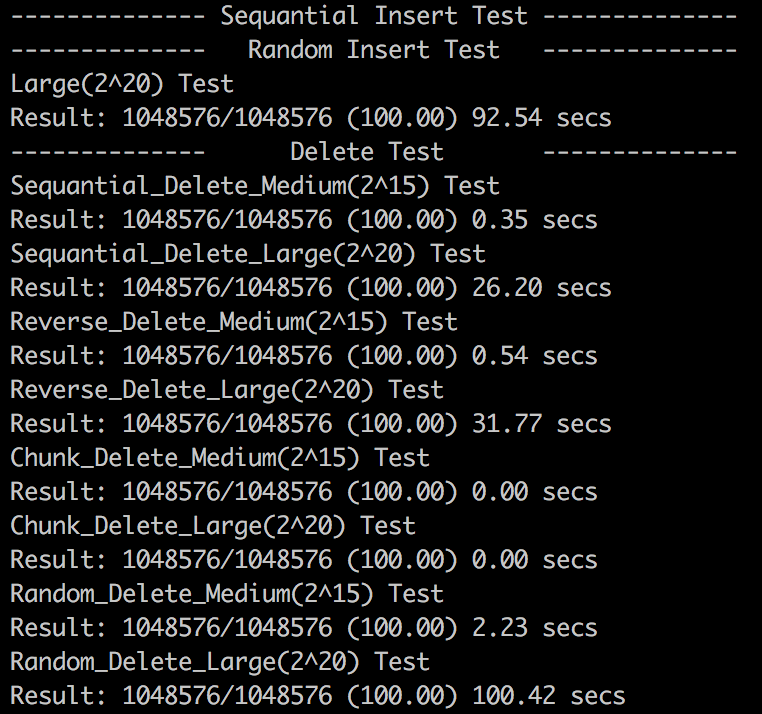 -------------- Sequantial Insert Test --------------
--------------   Random Insert Test   --------------
Large(2^20) Test
Result: 1048576/1048576 (100.00) 92.54 secs
--------------      Delete Test       --------------
Sequantial_Delete_Medium(2^15) Test
Result: 1048576/1048576 (100.00) 0.35 secs
Sequantial_Delete_Large(2^20) Test
Result: 1048576/1048576 (100.00) 26.20 secs
Reverse_Delete_Medium(2^15) Test
Result: 1048576/1048576 (100.00) 0.54 secs
Reverse_Delete_Large(2^20) Test
Result: 1048576/1048576 (100.00) 31.77 secs
Chunk_Delete_Medium(2^15) Test
Result: 1048576/1048576 (100.00) 0.00 secs
Chunk_Delete_Large(2^20) Test
Result: 1048576/1048576 (100.00) 0.00 secs
Random_Delete_Medium(2^15) Test
Result: 1048576/1048576 (100.00) 2.23 secs
Random_Delete_Large(2^20) Test
Result: 1048576/1048576 (100.00) 100.42 secs